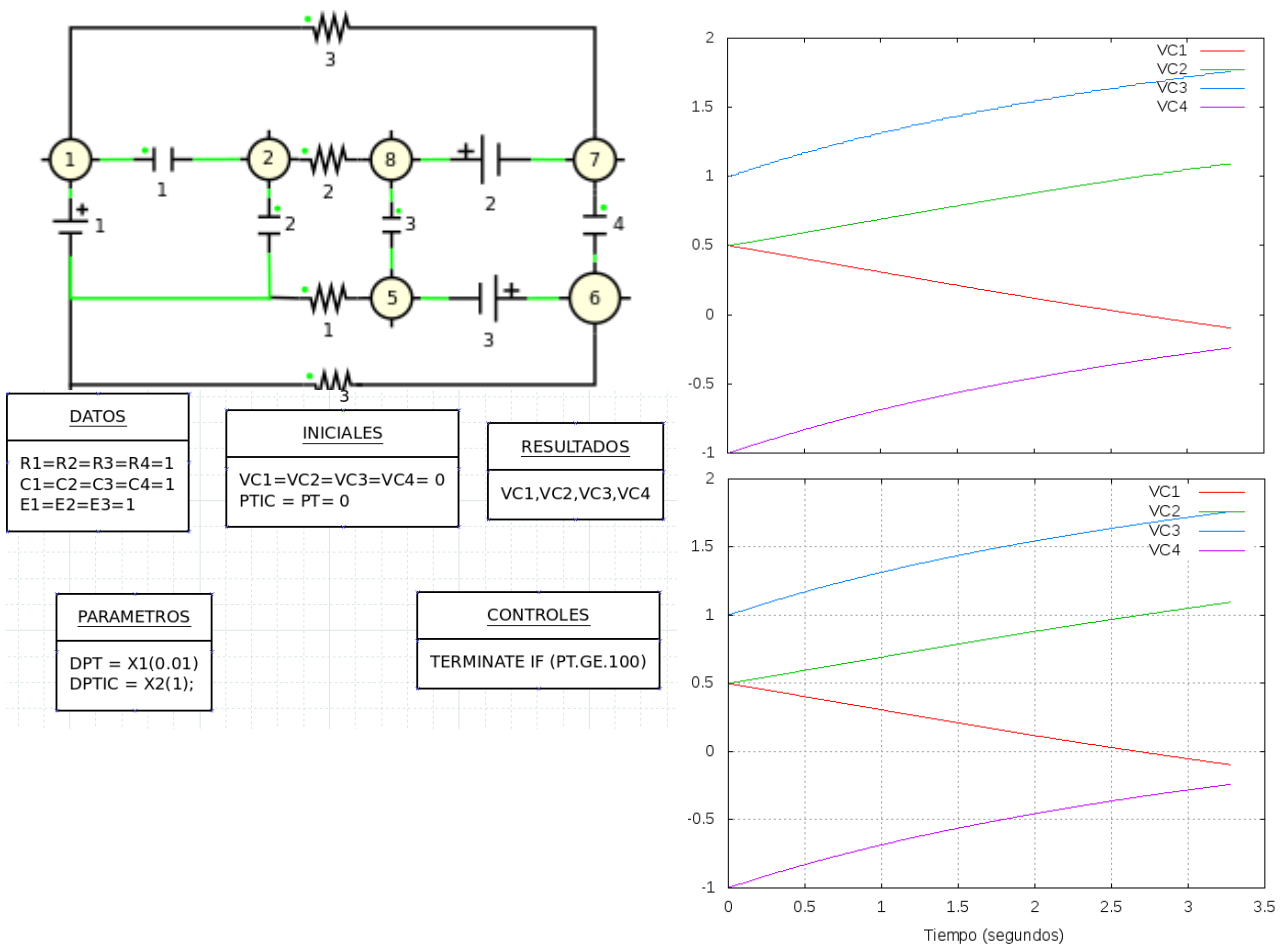 3
1
2
8
7
1
2
2
+
+
1
2
3
4
5
6
+
1
3
3
DATOS
R1=R2=R3=R4=1
C1=C2=C3=C4=1
E1=E2=E3=1
INICIALES
VC1=VC2=VC3=VC4= 0
PTIC = PT= 0
RESULTADOS
VC1,VC2,VC3,VC4
PARAMETROS
DPT = X1(0.01)
DPTIC = X2(1);
CONTROLES
TERMINATE IF (PT.GE.100)
2
1.5
1
0.5
0
-0.5
-1
VC1
VC2
VC3
VC4
2
1.5
1
0.5
0
-0.5
-1
VC1
VC2
VC3
VC4
0 0.5 1 1.5 2 2.5 3 3.5
Tiempo (segundos)